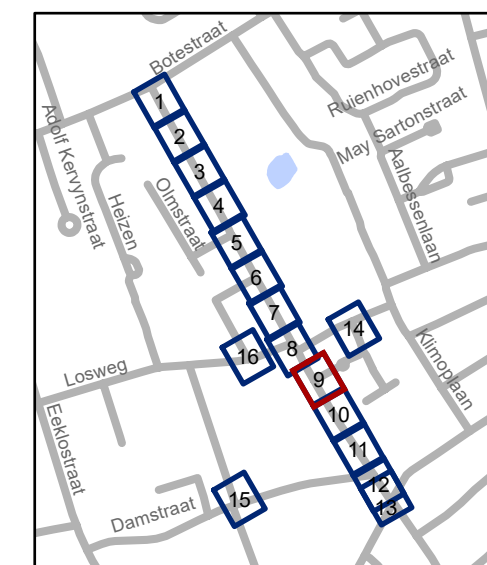 Botestraat
Ruienhovestraat
May Sartonstraat
Adolf Kervynstraat
Aalbessenlaan
Heizen
Olmstraat
1
2
3
4
5
6
7
8
9
10
11
12
13
14
16
15
Klimoplaan
Losweg
Eeklostraat
Damstraat